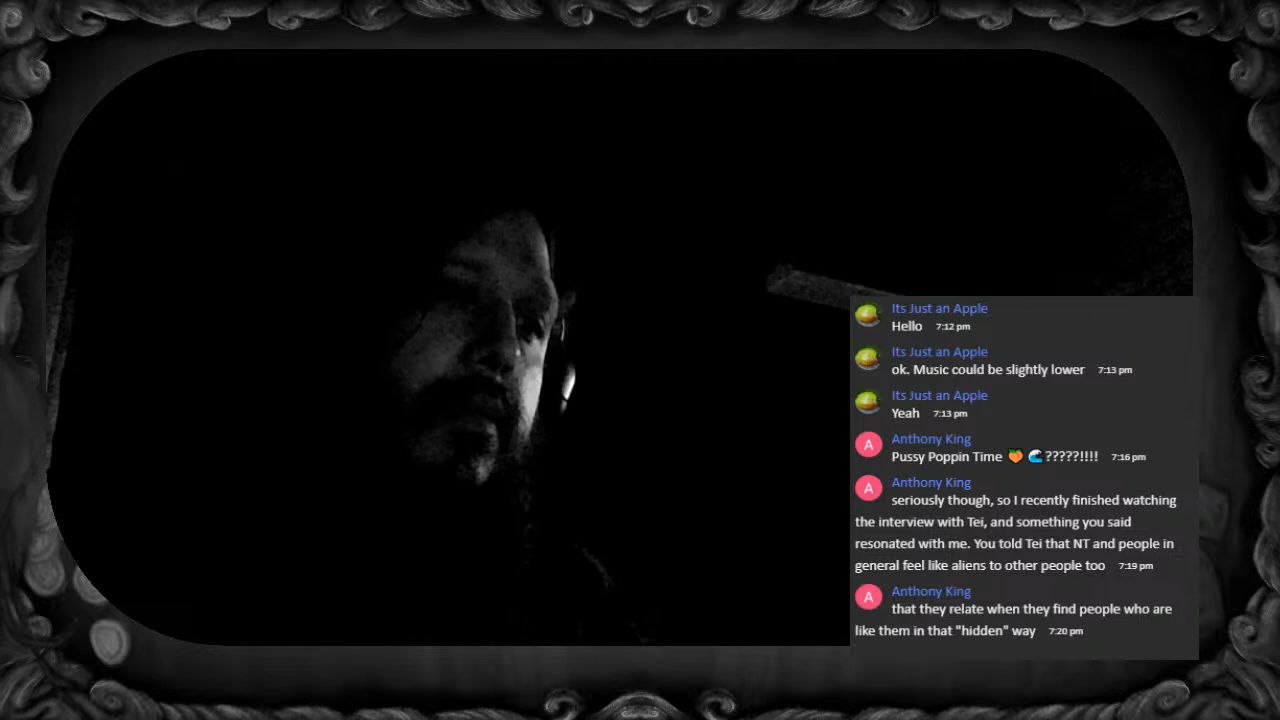 Its Just an Apple
Hello 7:12 pm
Its Just an Apple
ok. Music could be slightly lower 7:13 pm
Its Just an Apple
Yeah 7:13 pm
A Anthony King
Pussy Poppin Time 🍑 🌊 ?????!!!! 7:16 pm
A Anthony King
seriously though, so I recently finished watching
the interview with Tei, and something you said
resonated with me. You told Tei that NT and people in
general feel like aliens to other people too 7:19 pm
A Anthony King
that they relate when they find people who are
like them in that "hidden" way 7:20 pm